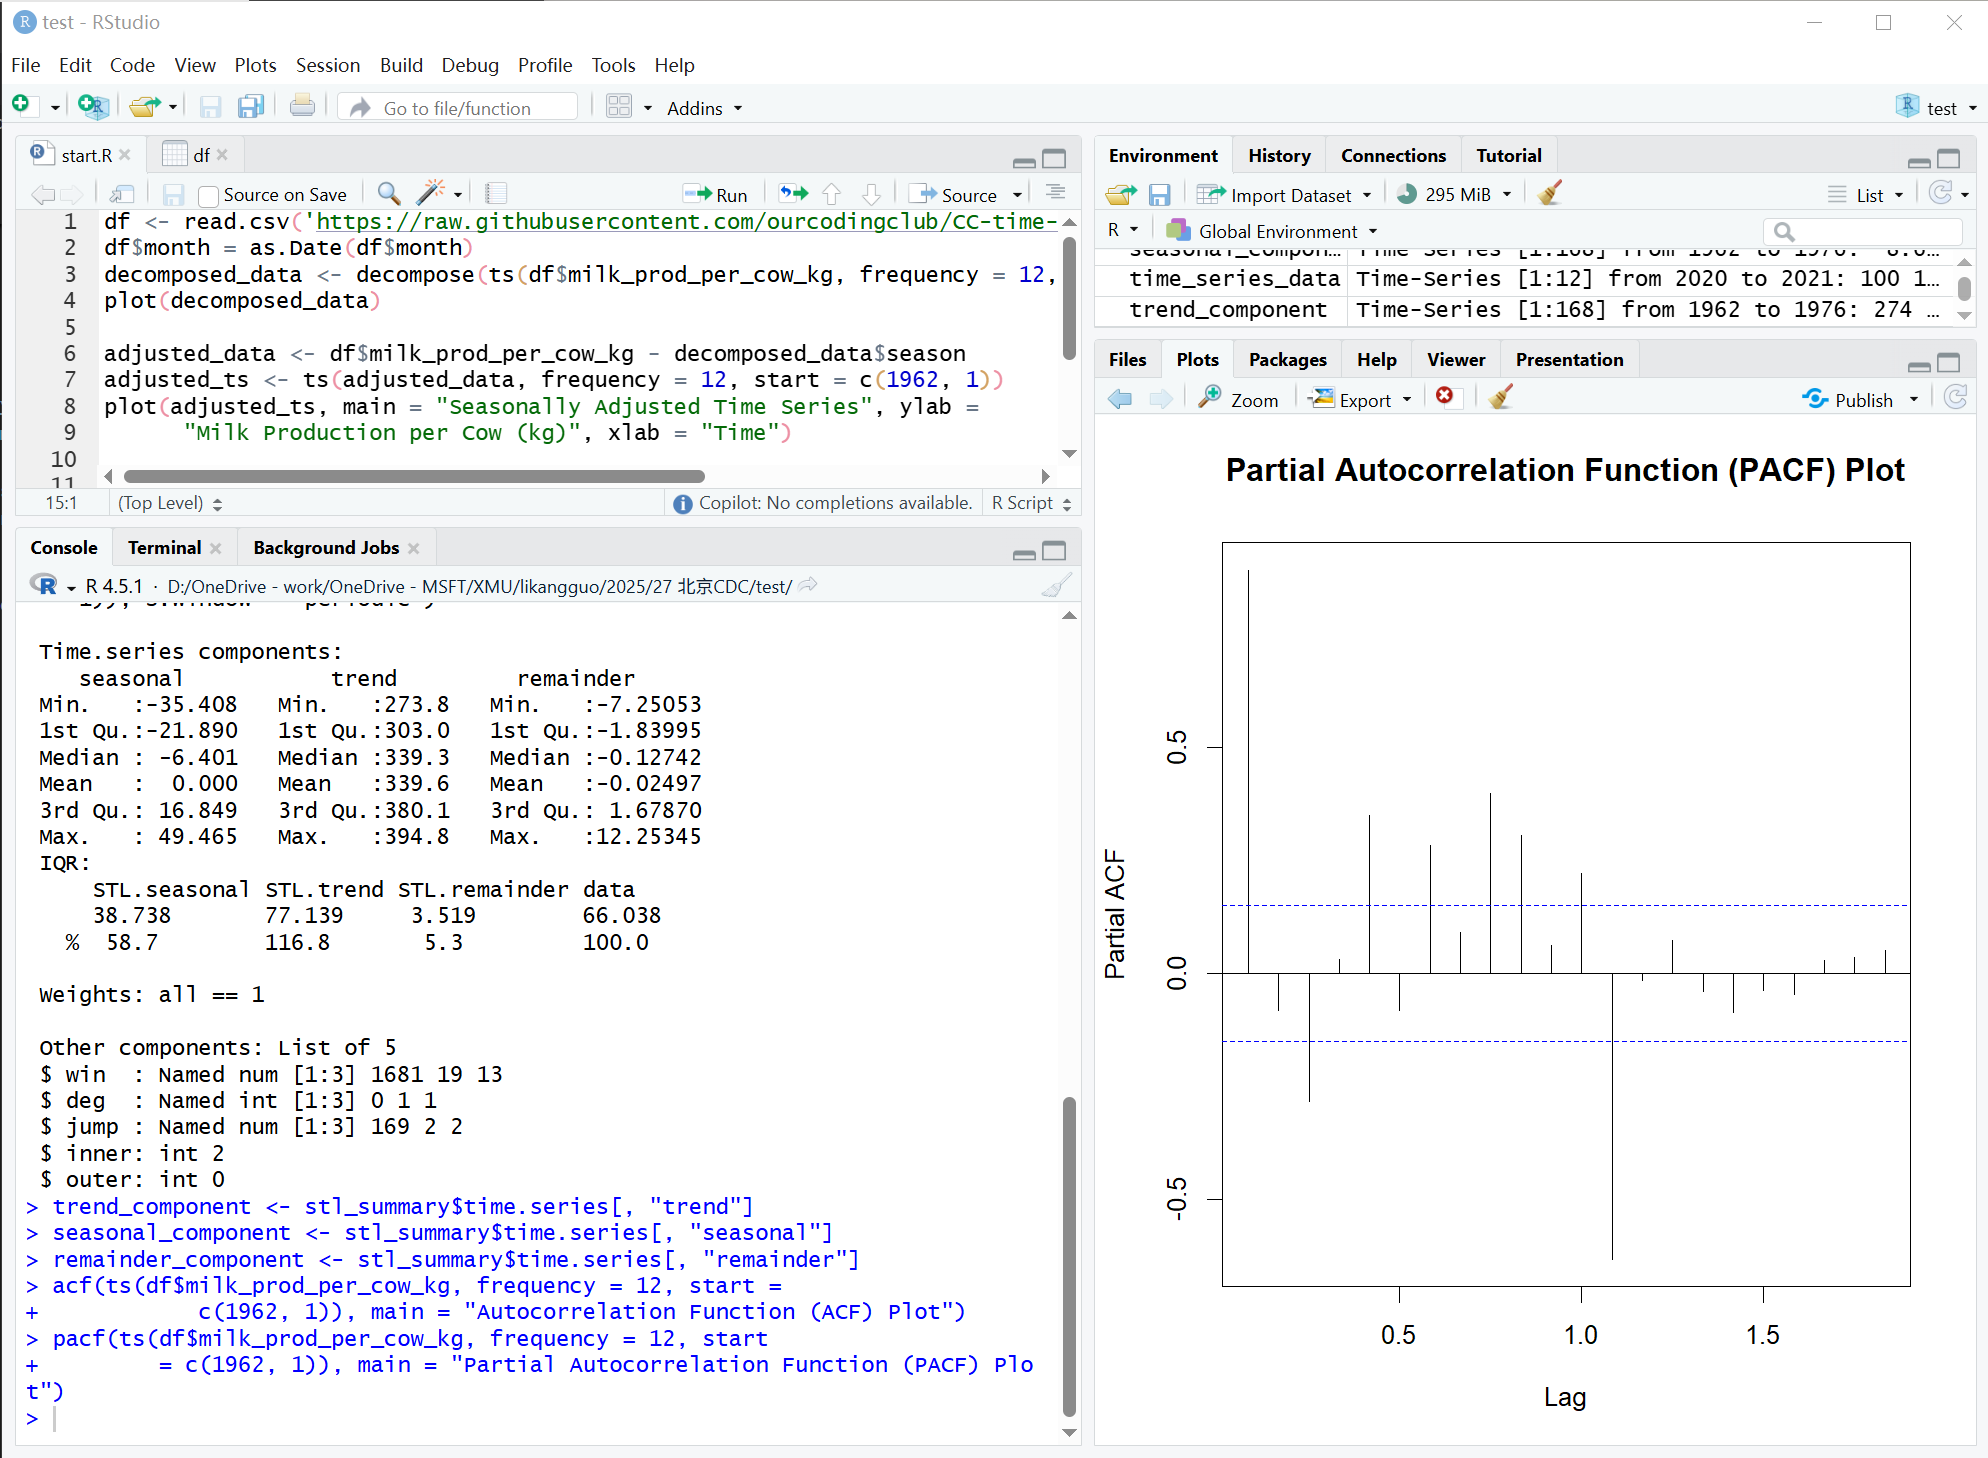 test - RStudio
File Edit Code View Plots Session Build Debug Profile Tools Help
Go to file/function Addins test
start.R df
Source on Save Run Source
1 df <- read.csv('https://raw.githubusercontent.com/ourcodingclub/CC-time-
2 df$month = as.Date(df$month)
3 decomposed_data <- decompose(ts(df$milk_prod_per_cow_kg, frequency = 12,
4 plot(decomposed_data)
5
6 adjusted_data <- df$milk_prod_per_cow_kg - decomposed_data$season
7 adjusted_ts <- ts(adjusted_data, frequency = 12, start = c(1962, 1))
8 plot(adjusted_ts, main = "Seasonally Adjusted Time Series", ylab =
9 "Milk Production per Cow (kg)", xlab = "Time")
10
11
15:1 (Top Level) Copilot: No completions available. R Script
Console Terminal Background Jobs
R 4.5.1 · D:/OneDrive - work/OneDrive - MSFT/XMU/likangguo/2025/27 北京CDC/test/
Time.series components:
seasonal trend remainder
Min. :-35.408 Min. :273.8 Min. :-7.25053
1st Qu.:-21.890 1st Qu.:303.0 1st Qu.:-1.83995
Median : -6.401 Median :339.3 Median :-0.12742
Mean : 0.000 Mean :339.6 Mean :-0.02497
3rd Qu.: 16.849 3rd Qu.:380.1 3rd Qu.: 1.67870
Max. : 49.465 Max. :394.8 Max. :12.25345
IQR:
STL.seasonal STL.trend STL.remainder data
38.738 77.139 3.519 66.038
% 58.7 116.8 5.3 100.0
Weights: all == 1
Other components: List of 5
$ win : Named num [1:3] 1681 19 13
$ deg : Named int [1:3] 0 1 1
$ jump : Named num [1:3] 169 2 2
$ inner: int 2
$ outer: int 0
> trend_component <- stl_summary$time.series[, "trend"]
> seasonal_component <- stl_summary$time.series[, "seasonal"]
> remainder_component <- stl_summary$time.series[, "remainder"]
> acf(ts(df$milk_prod_per_cow_kg, frequency = 12, start =
+ c(1962, 1)), main = "Autocorrelation Function (ACF) Plot")
> pacf(ts(df$milk_prod_per_cow_kg, frequency = 12, start
+ = c(1962, 1)), main = "Partial Autocorrelation Function (PACF) Plo
t")
>
Environment History Connections Tutorial
Import Dataset 295 MiB List
R Global Environment
seasonal_compon… Time-Series [1:168] from 1962 to 1976: -8.6…
time_series_data Time-Series [1:12] from 2020 to 2021: 100 1…
trend_component Time-Series [1:168] from 1962 to 1976: 274 …
Files Plots Packages Help Viewer Presentation
Zoom Export Publish
Partial Autocorrelation Function (PACF) Plot
Partial ACF
0.5
0.0
-0.5
0.5 1.0 1.5
Lag